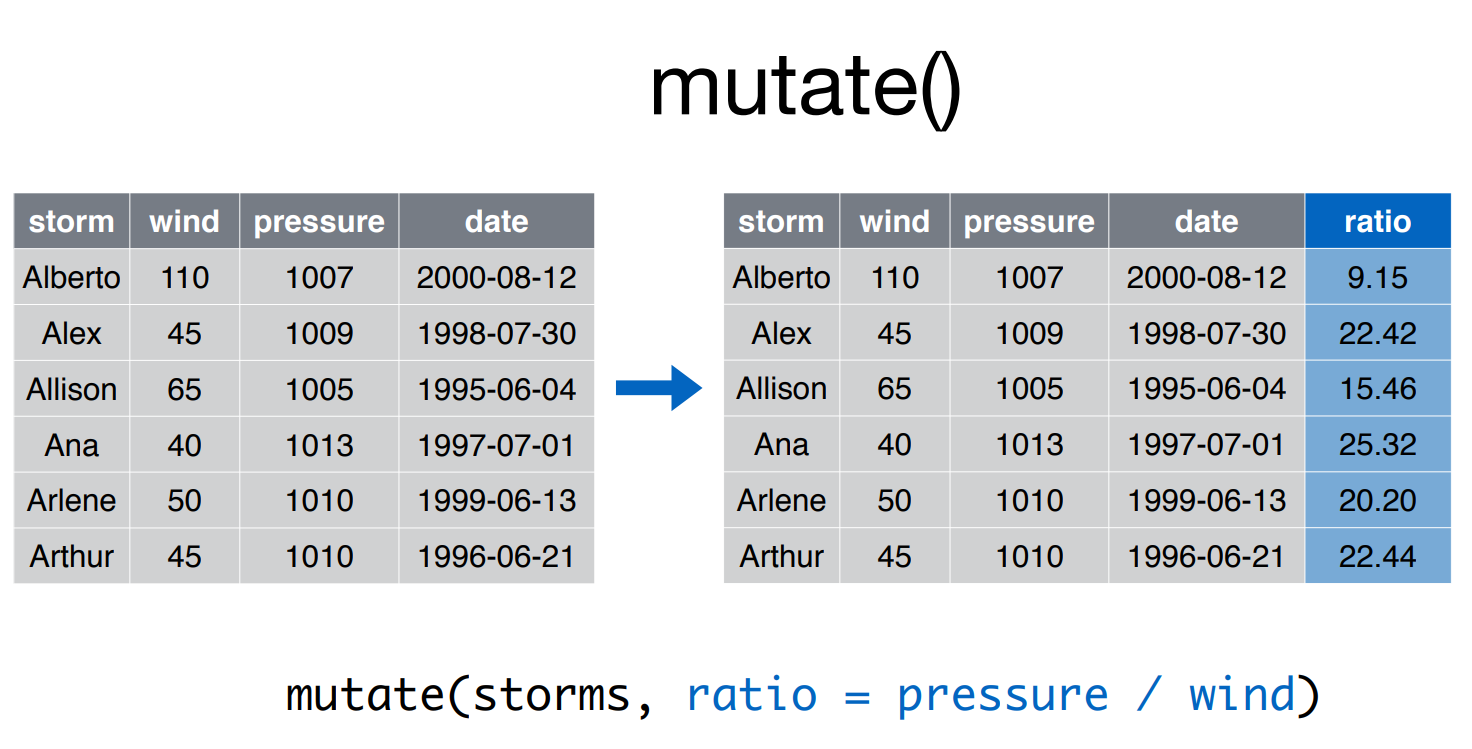 mutate()
storm wind pressure date
Alberto 110 1007 2000-08-12
Alex 45 1009 1998-07-30
Allison 65 1005 1995-06-04
Ana 40 1013 1997-07-01
Arlene 50 1010 1999-06-13
Arthur 45 1010 1996-06-21
storm wind pressure date ratio
Alberto 110 1007 2000-08-12 9.15
Alex 45 1009 1998-07-30 22.42
Allison 65 1005 1995-06-04 15.46
Ana 40 1013 1997-07-01 25.32
Arlene 50 1010 1999-06-13 20.20
Arthur 45 1010 1996-06-21 22.44
mutate(storms, ratio = pressure / wind)